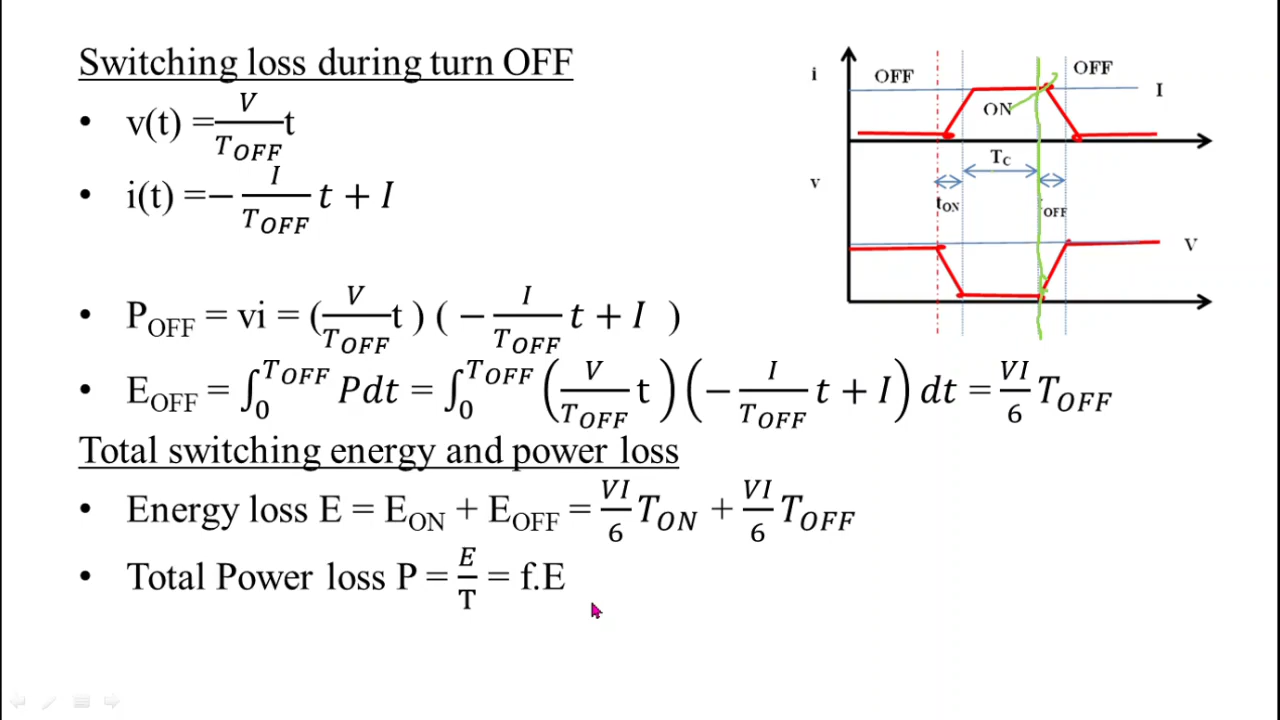 Switching loss during turn OFF
• v(t) = V/T_OFF t
• i(t) = − I/T_OFF t + I
• P_OFF = vi = (V/T_OFF t ) ( − I/T_OFF t + I )
• E_OFF = ∫_0^T_OFF Pdt = ∫_0^T_OFF (V/T_OFF t) (− I/T_OFF t + I) dt = VI/6 T_OFF
Total switching energy and power loss
• Energy loss E = E_ON + E_OFF = VI/6 T_ON + VI/6 T_OFF
• Total Power loss P = E/T = f.E
i
OFF
OFF
I
ON
T_C
v
t_ON
OFF
V